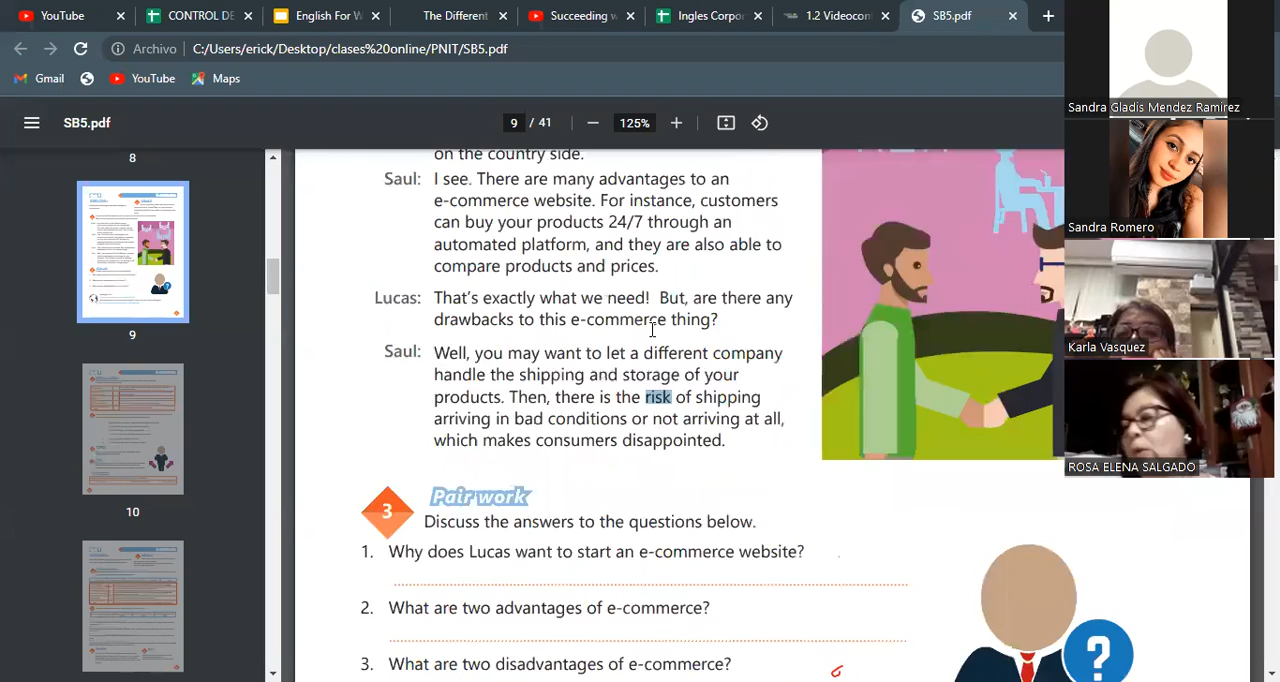 YouTube
CONTROL DE
English For W
The Different
Succeeding w
Ingles Corpor
1.2 Videocon
SB5.pdf
Archivo
C:/Users/erick/Desktop/clases%20online/PNIT/SB5.pdf
Gmail
YouTube
Maps
SB5.pdf
9 / 41
125%
8
9
10
on the country side.
Saul: I see. There are many advantages to an
e-commerce website. For instance, customers
can buy your products 24/7 through an
automated platform, and they are also able to
compare products and prices.
Lucas: That's exactly what we need! But, are there any
drawbacks to this e-commerce thing?
Saul: Well, you may want to let a different company
handle the shipping and storage of your
products. Then, there is the risk of shipping
arriving in bad conditions or not arriving at all,
which makes consumers disappointed.
3 Pair work
Discuss the answers to the questions below.
1. Why does Lucas want to start an e-commerce website?
2. What are two advantages of e-commerce?
3. What are two disadvantages of e-commerce?
?
Sandra Gladis Mendez Ramirez
Sandra Romero
Karla Vasquez
ROSA ELENA SALGADO